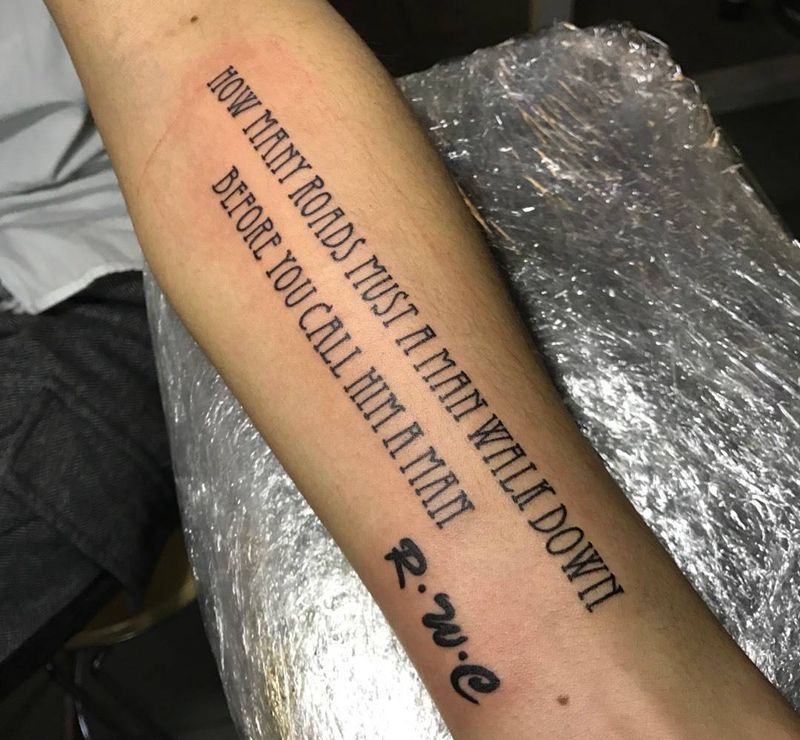 HOW MANY ROADS MUST A MAN WALK DOWN
BEFORE YOU CALL HIM A MAN
R.W.C